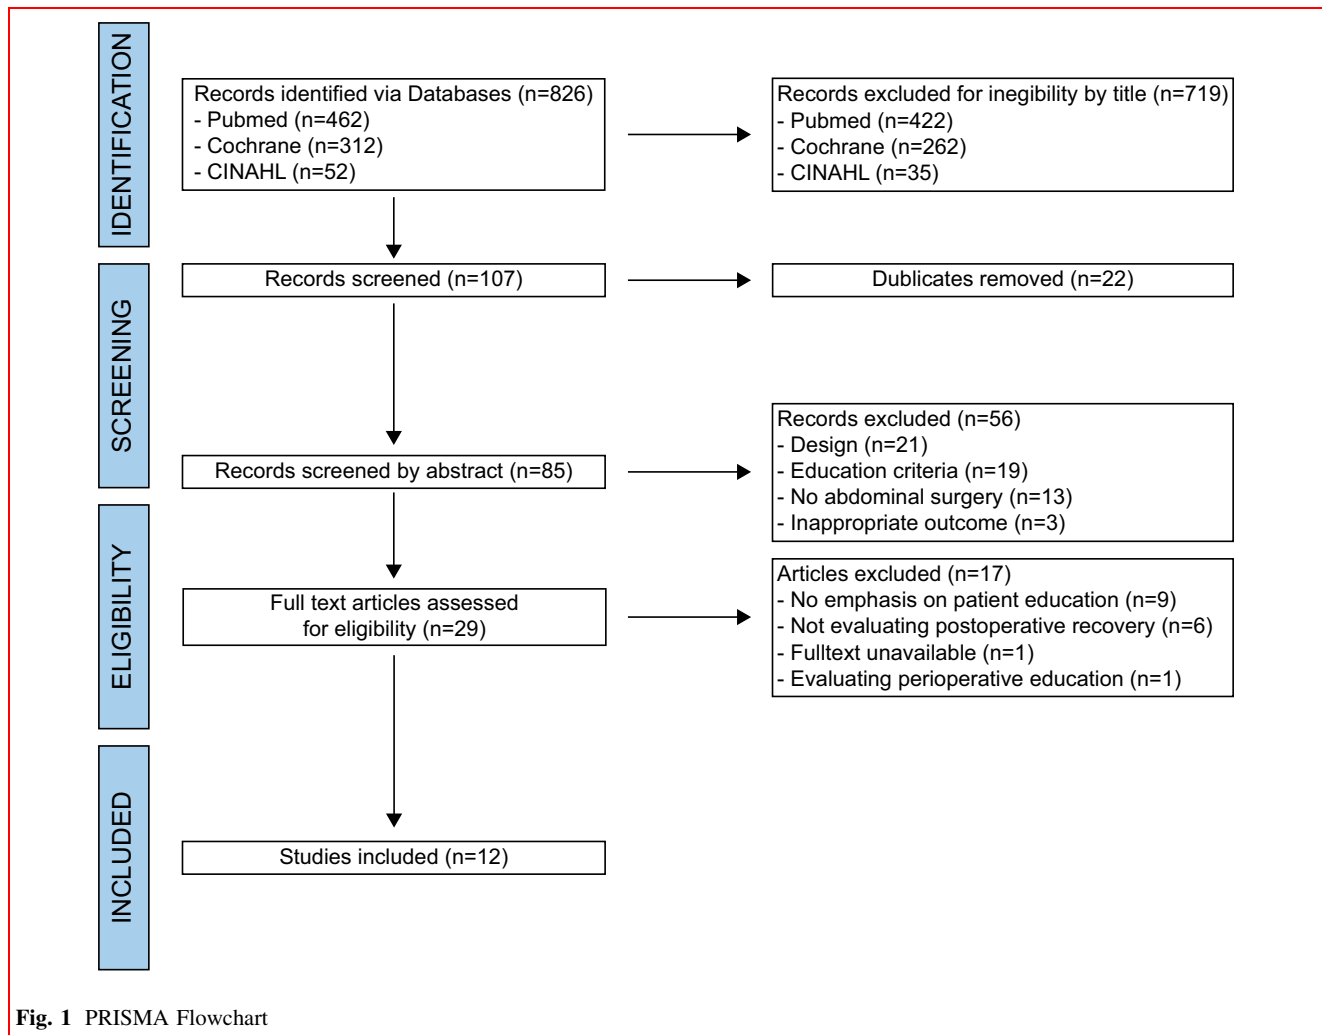 IDENTIFICATION
Records identified via Databases (n=826)
- Pubmed (n=462)
- Cochrane (n=312)
- CINAHL (n=52)
Records excluded for inegibility by title (n=719)
- Pubmed (n=422)
- Cochrane (n=262)
- CINAHL (n=35)
SCREENING
Records screened (n=107)
Dublicates removed (n=22)
Records screened by abstract (n=85)
Records excluded (n=56)
- Design (n=21)
- Education criteria (n=19)
- No abdominal surgery (n=13)
- Inappropriate outcome (n=3)
ELIGIBILITY
Full text articles assessed
for eligibility (n=29)
Articles excluded (n=17)
- No emphasis on patient education (n=9)
- Not evaluating postoperative recovery (n=6)
- Fulltext unavailable (n=1)
- Evaluating perioperative education (n=1)
INCLUDED
Studies included (n=12)
Fig. 1 PRISMA Flowchart